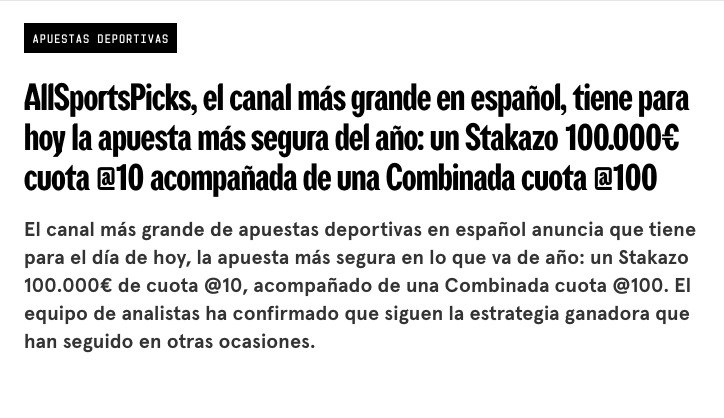 APUESTAS DEPORTIVAS
AllSportsPicks, el canal más grande en español, tiene para
hoy la apuesta más segura del año: un Stakazo 100.000€
cuota @10 acompañada de una Combinada cuota @100
El canal más grande de apuestas deportivas en español anuncia que tiene
para el día de hoy, la apuesta más segura en lo que va de año: un Stakazo
100.000€ de cuota @10, acompañado de una Combinada cuota @100. El
equipo de analistas ha confirmado que siguen la estrategia ganadora que
han seguido en otras ocasiones.